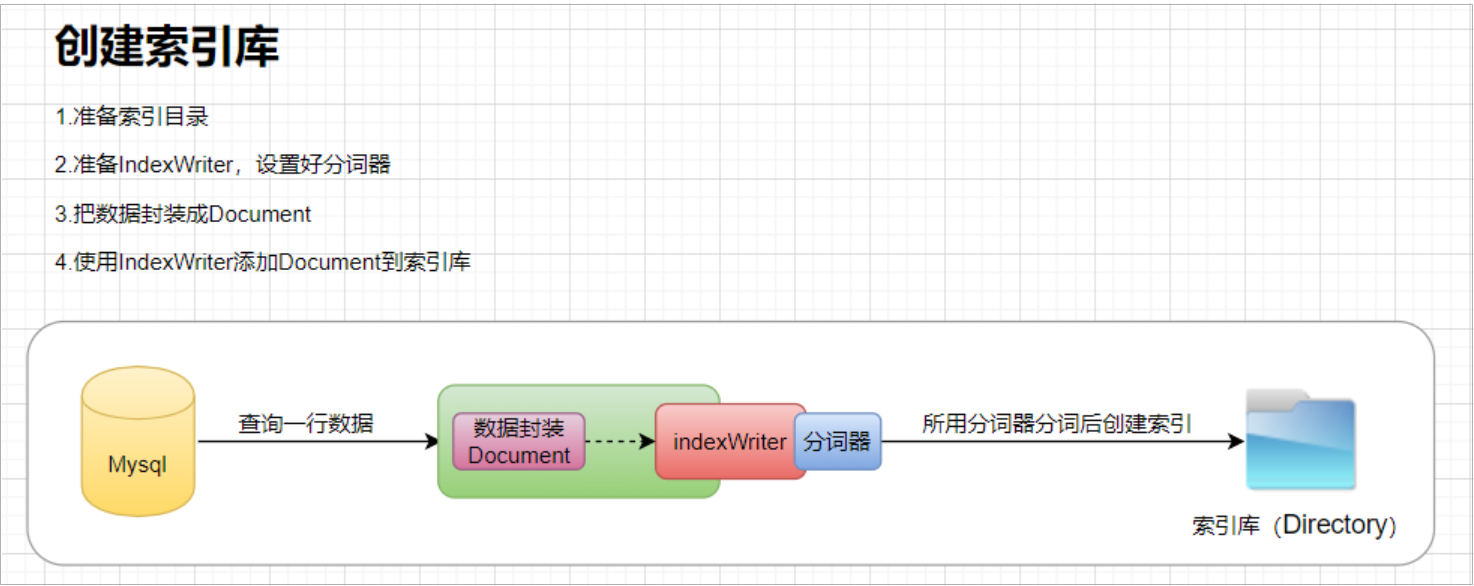 创建索引库
1.准备索引目录
2.准备IndexWriter，设置好分词器
3.把数据封装成Document
4.使用IndexWriter添加Document到索引库
Mysql
查询一行数据
数据封装
Document
indexWriter
分词器
所用分词器分词后创建索引
索引库（Directory）